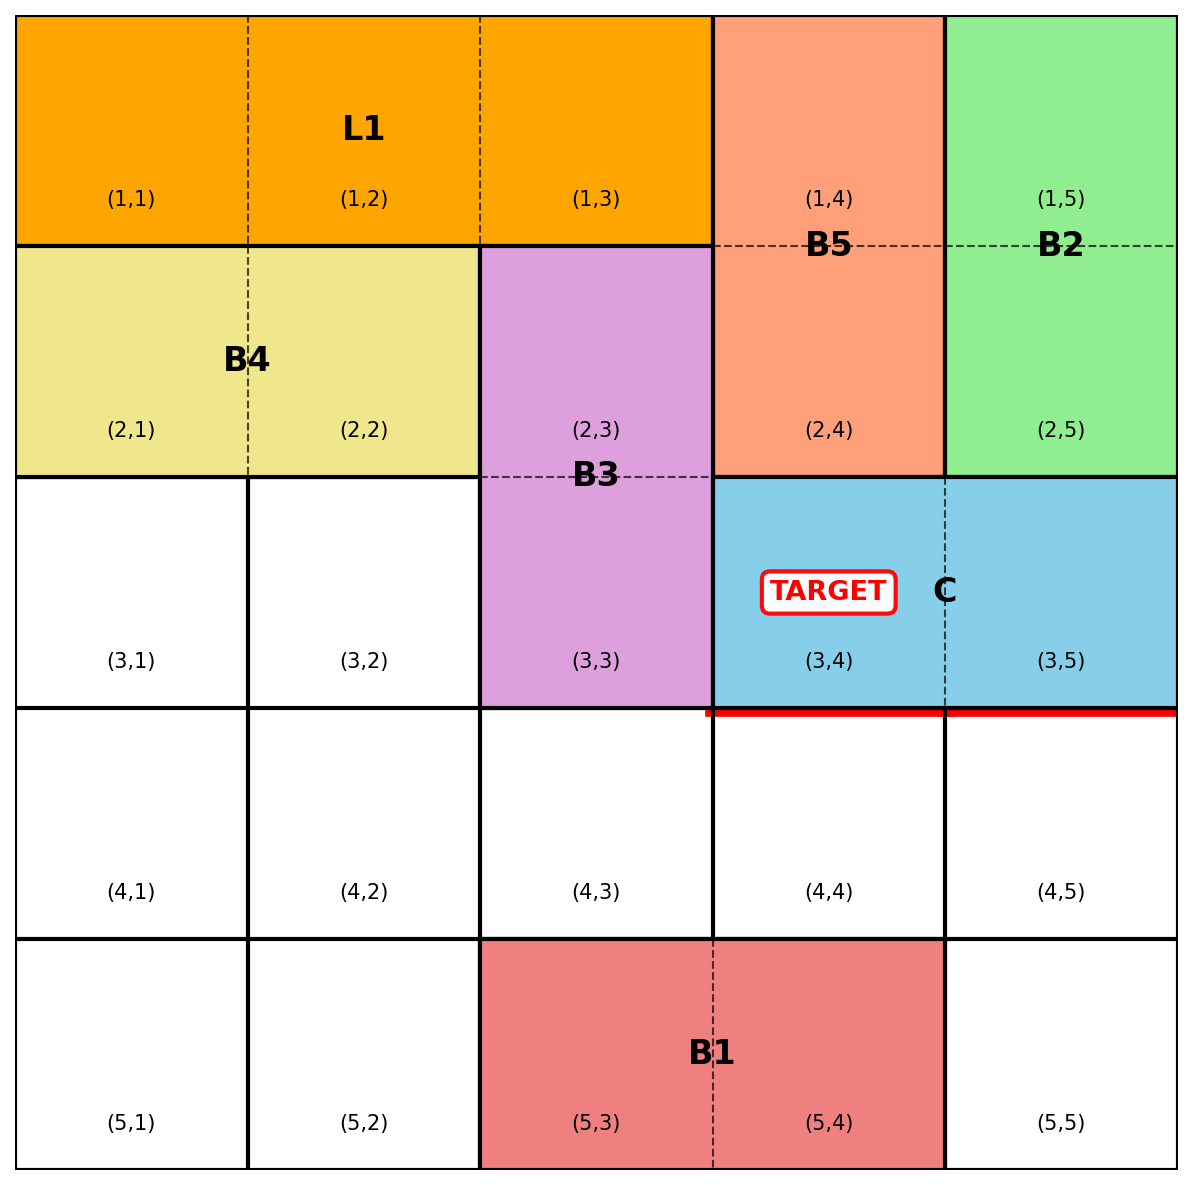 L1
(1,1) (1,2) (1,3) (1,4) (1,5)
B5 B2
B4
(2,1) (2,2) (2,3) (2,4) (2,5)
B3
TARGET C
(3,1) (3,2) (3,3) (3,4) (3,5)
(4,1) (4,2) (4,3) (4,4) (4,5)
B1
(5,1) (5,2) (5,3) (5,4) (5,5)